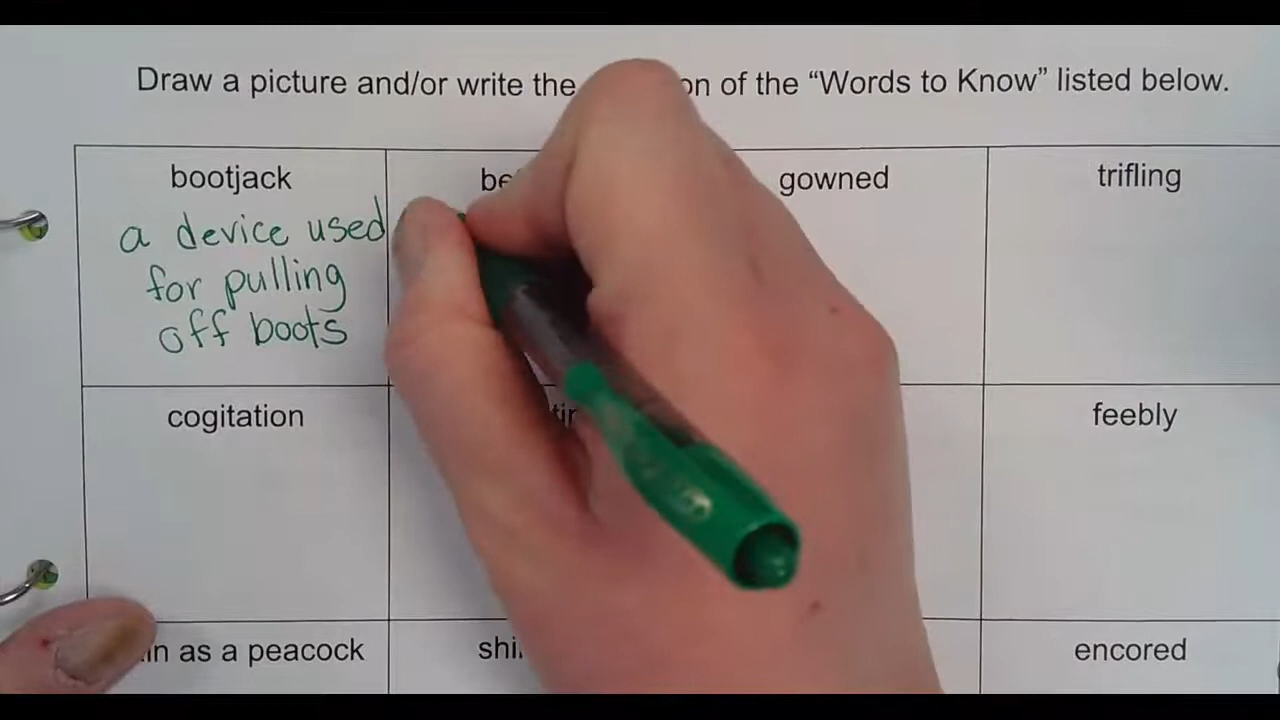 Draw a picture and/or write the of the “Words to Know” listed below.
bootjack gowned trifling
a device used
for pulling
off boots
cogitation feebly
as a peacock encored